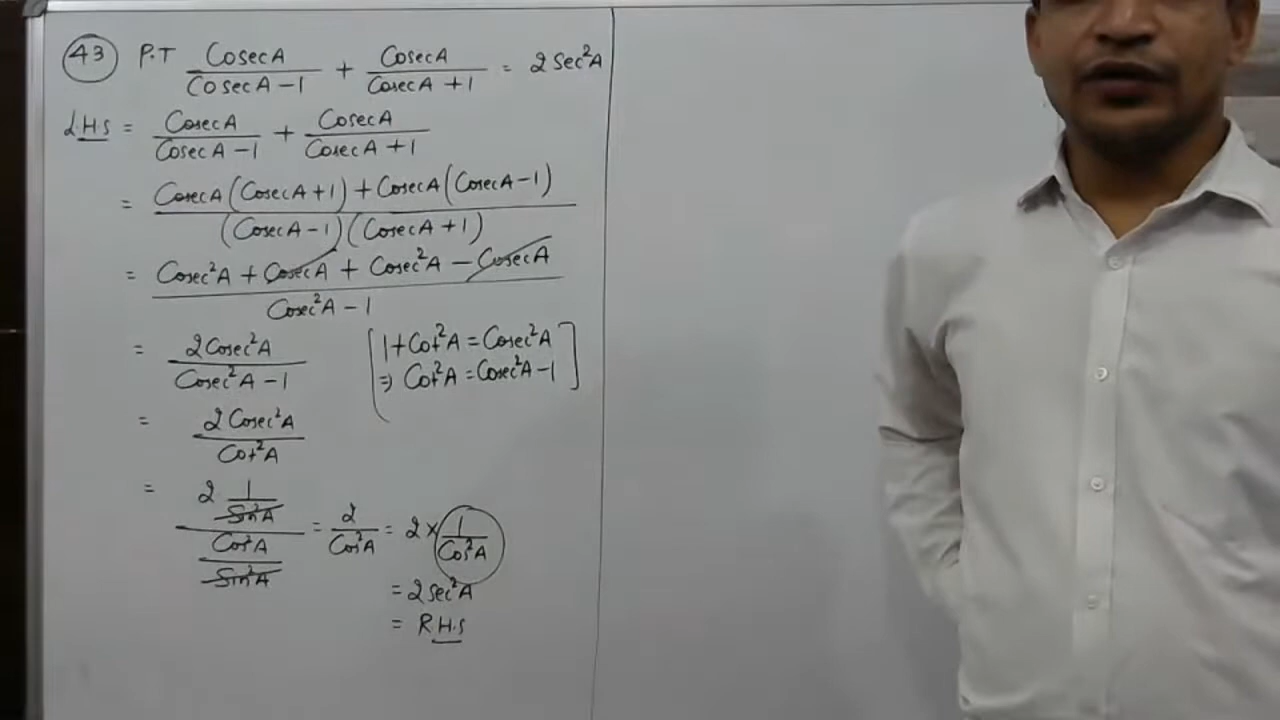 43 P.T CosecA/(CosecA - 1) + CosecA/(CosecA + 1) = 2 Sec²A
L.H.S = CosecA/(CosecA - 1) + CosecA/(CosecA + 1)
= (CosecA (CosecA + 1) + CosecA (CosecA - 1))/((CosecA - 1) (CosecA + 1))
= (Cosec²A + CosecA + Cosec²A - CosecA)/(Cosec²A - 1)
= 2Cosec²A/(Cosec²A - 1) [1 + Cot²A = Cosec²A
⇒ Cot²A = Cosec²A - 1]
= 2 Cosec²A/Cot²A
= (2 1/Sin²A)/(Cos²A/Sin²A) = 2/Cos²A = 2 × 1/Cos²A
= 2 Sec²A
= R.H.S